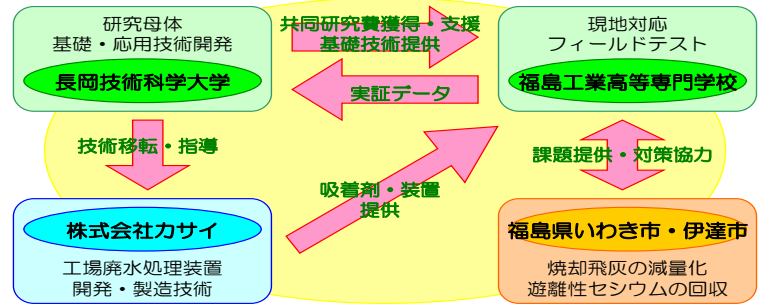 研究母体
基礎・応用技術開発
長岡技術科学大学
共同研究費獲得・支援
基礎技術提供
実証データ
現地対応
フィールドテスト
福島工業高等専門学校
技術移転・指導
吸着剤・装置
提供
課題提供・対策協力
株式会社カサイ
工場廃水処理装置
開発・製造技術
福島県いわき市・伊達市
焼却飛灰の減量化
遊離性セシウムの回収